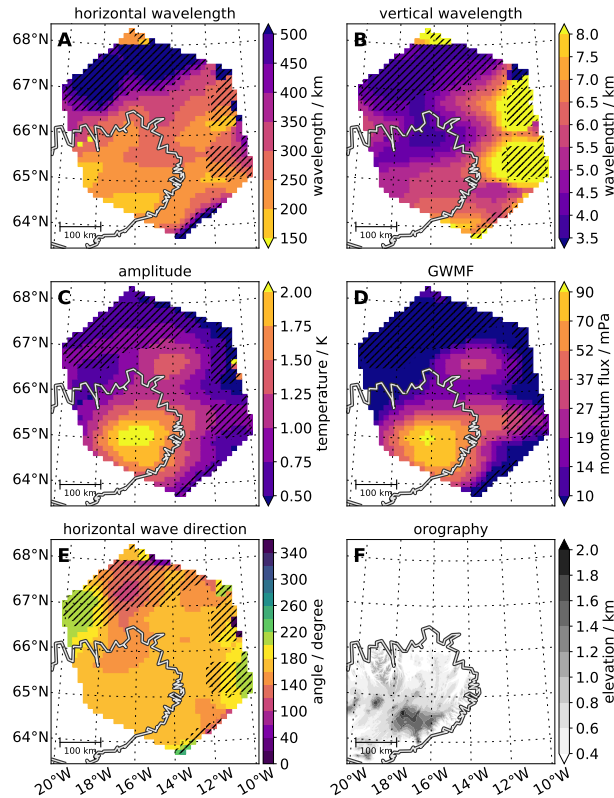 horizontal wavelength
A
68°N
67°N
66°N
65°N
64°N
100 km
500
450
400
350
300
250
200
150
wavelength / km
vertical wavelength
B
100 km
8.0
7.5
7.0
6.5
6.0
5.5
5.0
4.5
4.0
3.5
wavelength / km
amplitude
C
68°N
67°N
66°N
65°N
64°N
100 km
2.00
1.75
1.50
1.25
1.00
0.75
0.50
temperature / K
GWMF
D
100 km
90
70
52
37
27
19
14
10
momentum flux / mPa
horizontal wave direction
E
68°N
67°N
66°N
65°N
64°N
100 km
20°W
18°W
16°W
14°W
12°W
10°W
340
300
260
220
180
140
100
60
20
0
angle / degree
orography
F
100 km
20°W
18°W
16°W
14°W
12°W
10°W
2.0
1.8
1.6
1.4
1.2
1.0
0.8
0.6
0.4
elevation / km